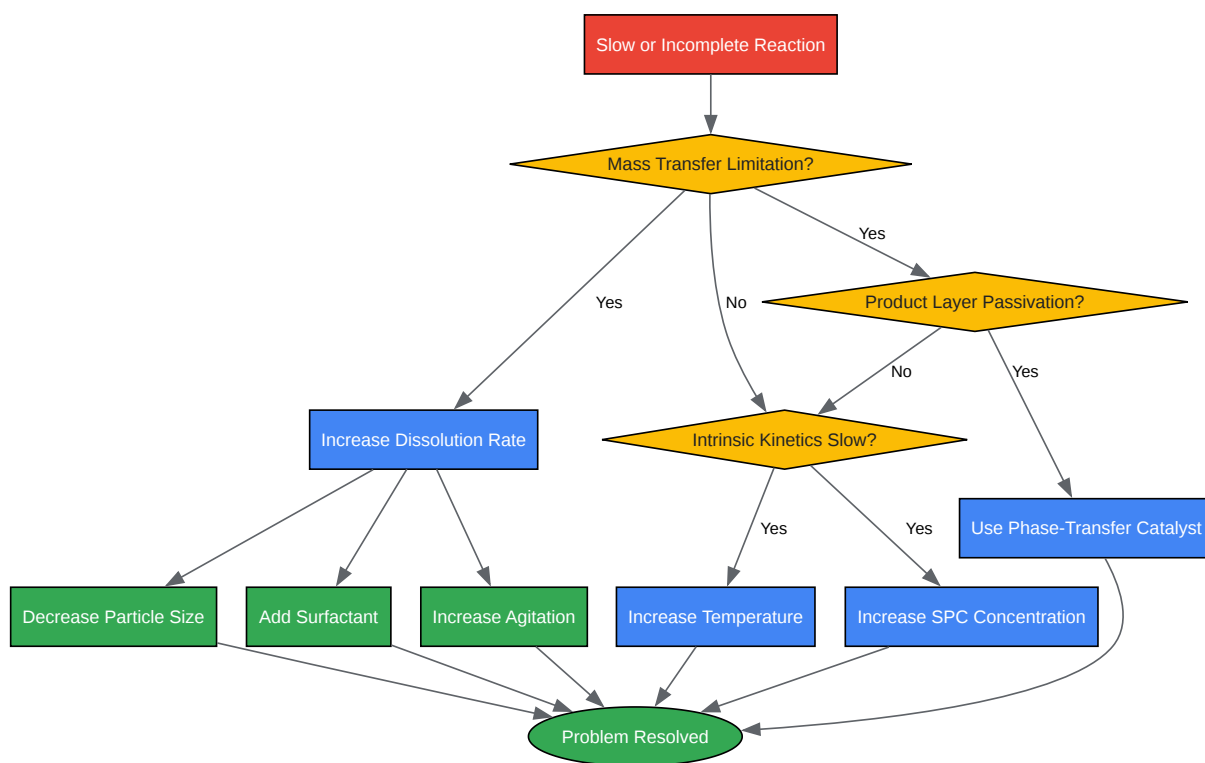 Slow or Incomplete Reaction
Mass Transfer Limitation?
Yes
Product Layer Passivation?
Yes
No
No
Yes
Increase Dissolution Rate
Intrinsic Kinetics Slow?
Use Phase-Transfer Catalyst
Yes
Yes
Decrease Particle Size
Add Surfactant
Increase Agitation
Increase Temperature
Increase SPC Concentration
Problem Resolved